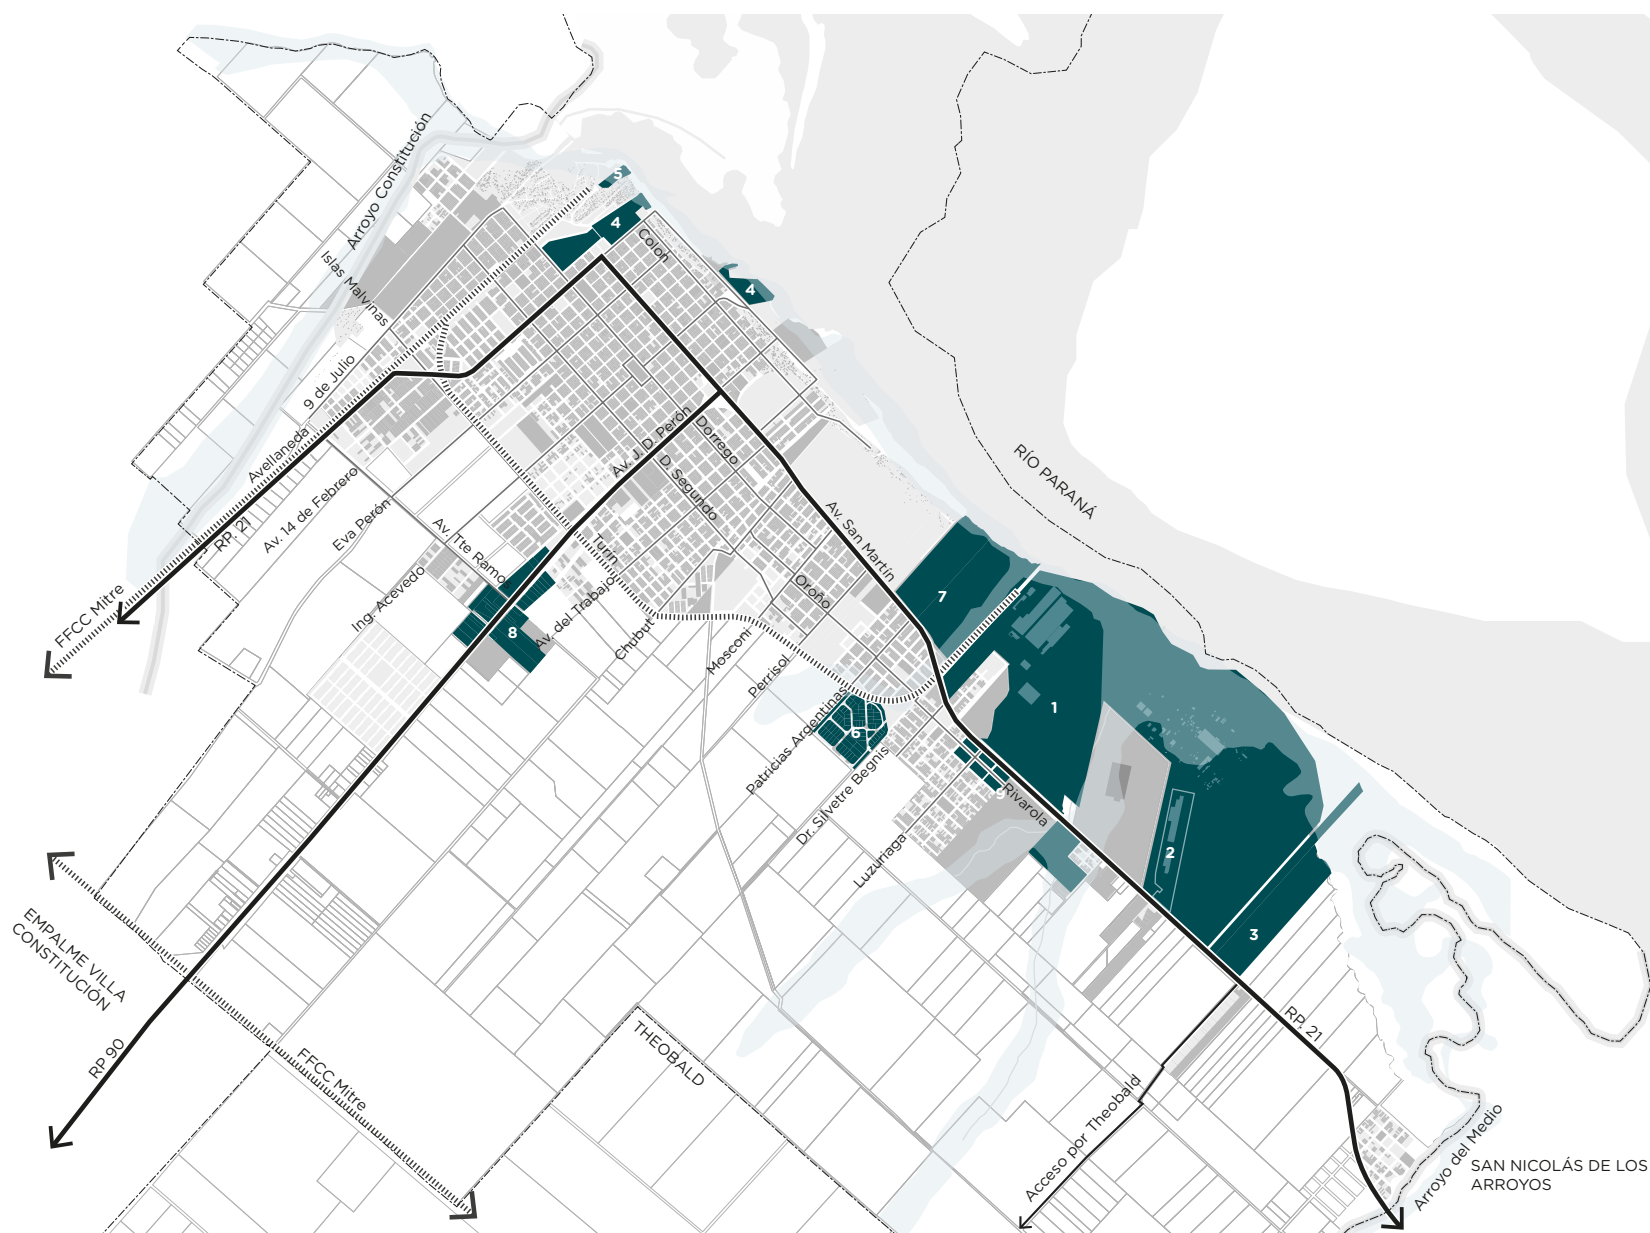 5
4
Colon
4
Arroyo Constitución
Islas Malvinas
9 de Julio
Avellaneda
RP. 21
Av. 14 de Febrero
Eva Perón
Av. J. D. Perón
Dorrego
D. Segundo
RÍO PARANÁ
Av. San Martín
Av. Tte Ramos
Turin
Ing. Acevedo
Av. del Trabajo
Oroño
7
FFCC Mitre
8
Chubut
Mosconi
Perrisol
Patricias Argentinas
6
1
Dr. Silvetre Begnis
9
Rivarola
Luzuriaga
2
3
EMPALME VILLA
CONSTITUCIÓN
RP 90
FFCC Mitre
THEOBALD
RP. 21
Acceso por Theobald
Arroyo del Medio
SAN NICOLÁS DE LOS
ARROYOS